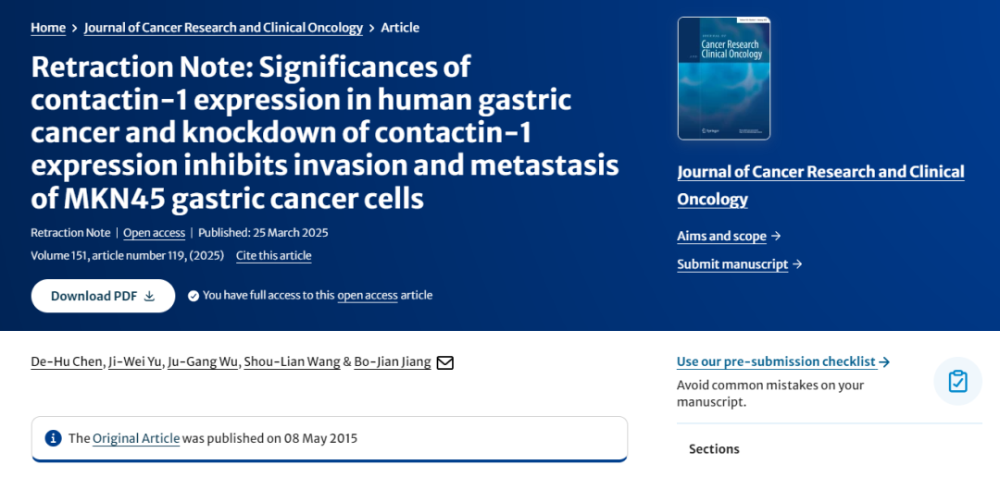 Home > Journal of Cancer Research and Clinical Oncology > Article
Retraction Note: Significances of
contactin-1 expression in human gastric
cancer and knockdown of contactin-1
expression inhibits invasion and metastasis
of MKN45 gastric cancer cells
Retraction Note | Open access | Published: 25 March 2025
Volume 151, article number 119, (2025) Cite this article
Download PDF
You have full access to this open access article
Cancer Research
Clinical Oncology
Springer
Journal of Cancer Research and Clinical
Oncology
Aims and scope →
Submit manuscript →
De-Hu Chen, Ji-Wei Yu, Ju-Gang Wu, Shou-Lian Wang & Bo-Jian Jiang
The Original Article was published on 08 May 2015
Use our pre-submission checklist →
Avoid common mistakes on your
manuscript.
Sections